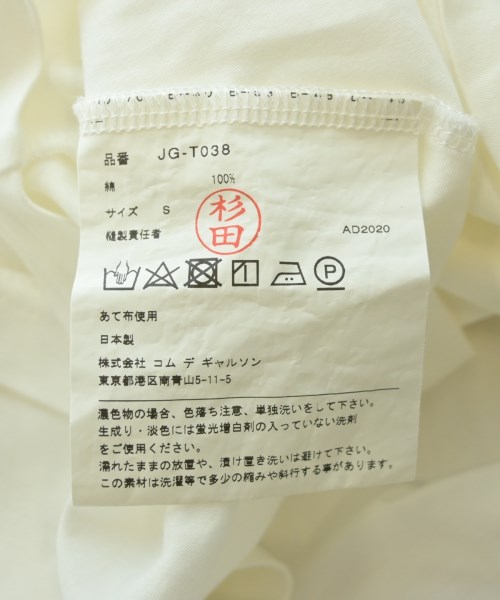 品番 JG-T038
綿 100%
サイズ S
杉田
縫製責任者 AD2020
P
あて布使用
日本製
株式会社 コム デ ギャルソン
東京都港区南青山5-11-5
濃色物の場合、色落ち注意、単独洗いをして下さい。
生成り・淡色には蛍光増白剤の入っていない洗剤
をご使用ください。
濡れたままの放置や、漬け置き洗いは避けて下さい。
この素材は洗濯等で多少の縮みや斜行する事があります。